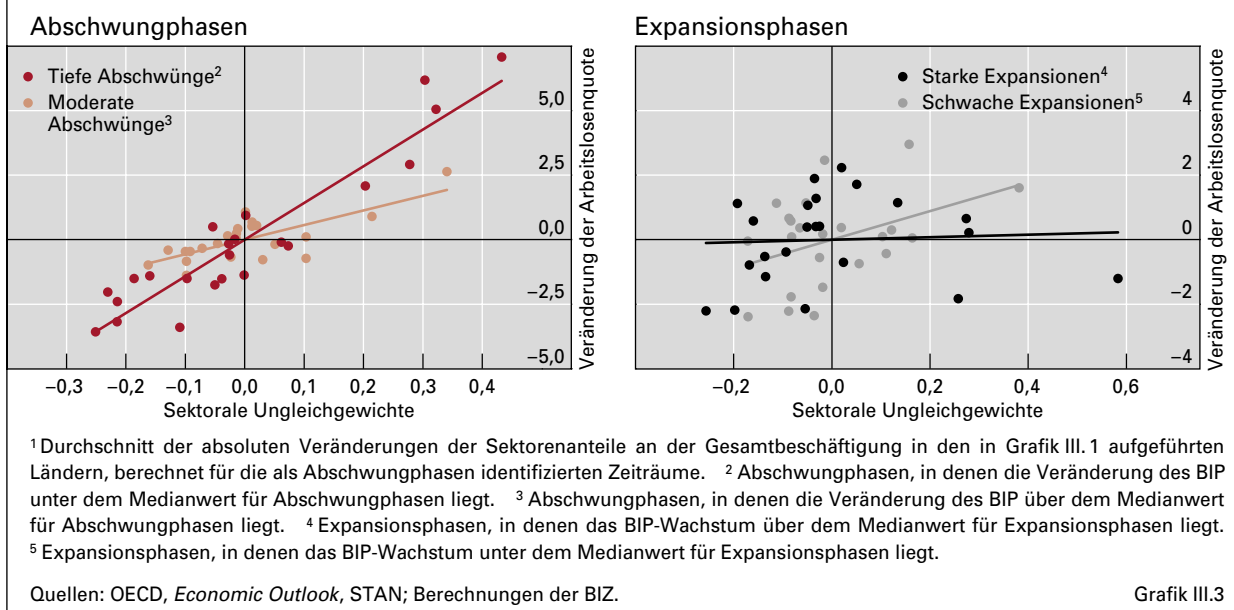 Abschwungphasen
Tiefe Abschwünge²
Moderate
Abschwünge³
5,0
2,5
0,0
–2,5
–5,0
Veränderung der Arbeitslosenquote
–0,3 –0,2 –0,1 0,0 0,1 0,2 0,3 0,4
Sektorale Ungleichgewichte
Expansionsphasen
Starke Expansionen⁴
Schwache Expansionen⁵
4
2
0
–2
–4
Veränderung der Arbeitslosenquote
–0,2 0,0 0,2 0,4 0,6
Sektorale Ungleichgewichte
¹ Durchschnitt der absoluten Veränderungen der Sektorenanteile an der Gesamtbeschäftigung in den in Grafik III.1 aufgeführten
Ländern, berechnet für die als Abschwungphasen identifizierten Zeiträume. ² Abschwungphasen, in denen die Veränderung des BIP
unter dem Medianwert für Abschwungphasen liegt. ³ Abschwungphasen, in denen die Veränderung des BIP über dem Medianwert
für Abschwungphasen liegt. ⁴ Expansionsphasen, in denen das BIP-Wachstum über dem Medianwert für Expansionsphasen liegt.
⁵ Expansionsphasen, in denen das BIP-Wachstum unter dem Medianwert für Expansionsphasen liegt.
Quellen: OECD, Economic Outlook, STAN; Berechnungen der BIZ. Grafik III.3